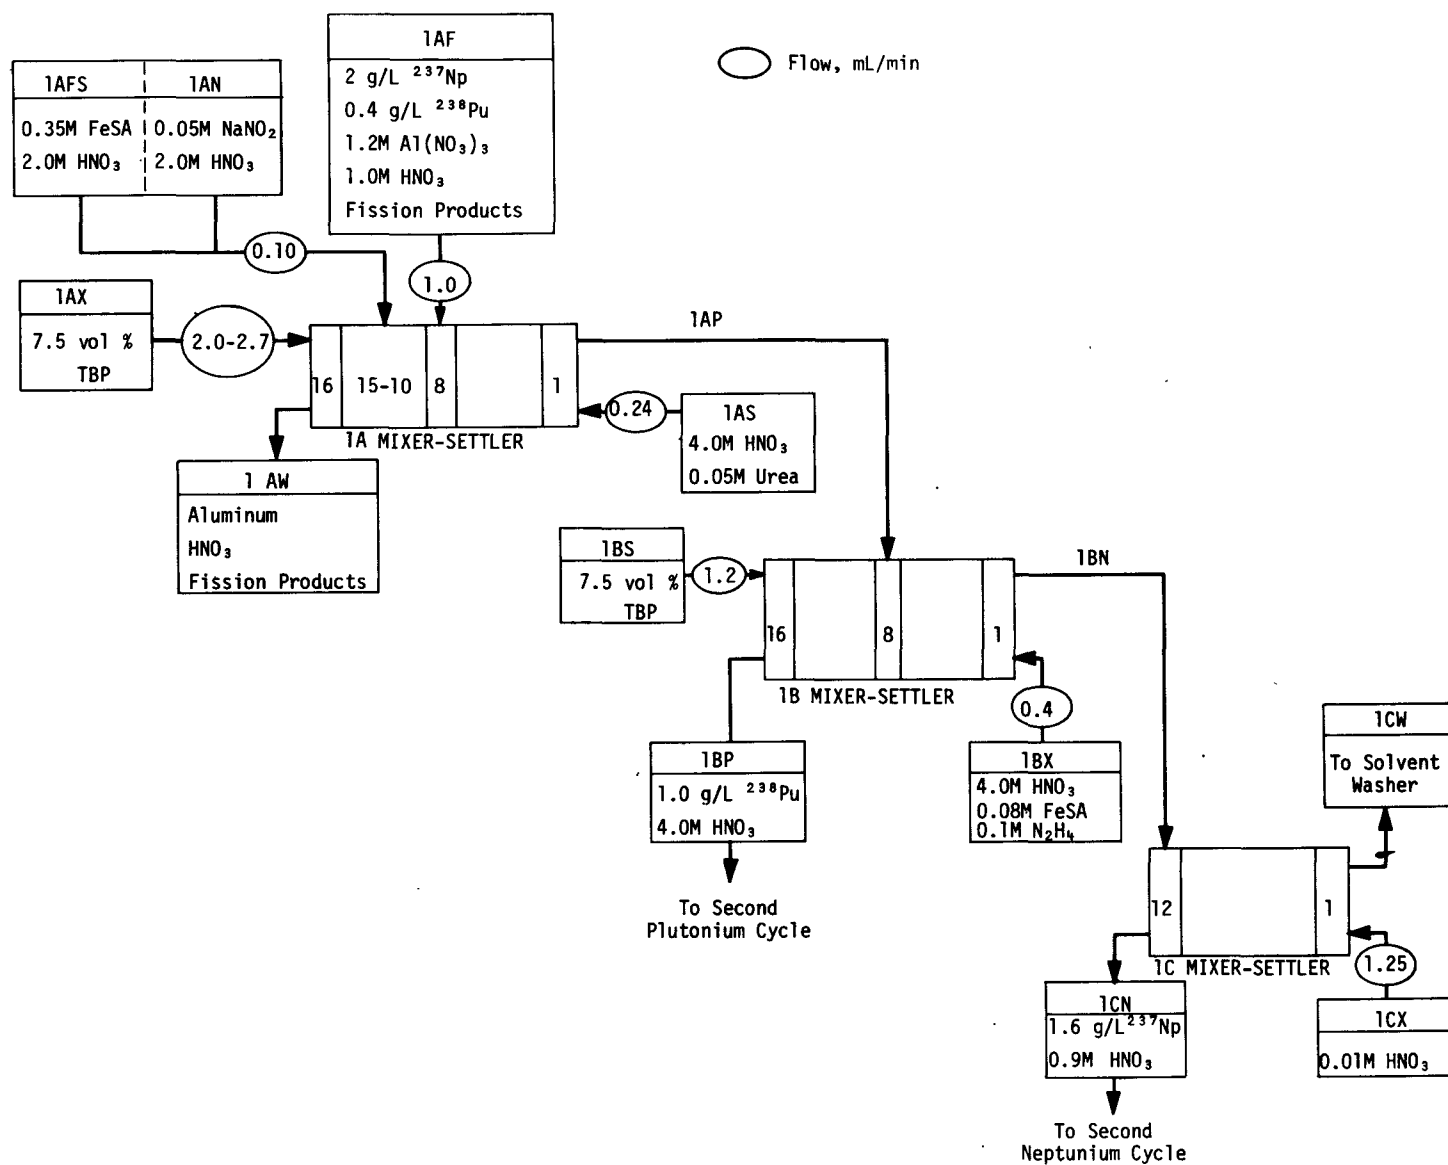 1AF
2 g/L ²³⁷Np
0.4 g/L ²³⁸Pu
1.2M Al(NO₃)₃
1.0M HNO₃
Fission Products
Flow, mL/min
1AFS
1AN
0.35M FeSA
0.05M NaNO₂
2.0M HNO₃
2.0M HNO₃
0.10
1.0
1AX
7.5 vol %
TBP
2.0-2.7
16
15-10
8
1
1AP
1A MIXER-SETTLER
0.24
1AS
4.0M HNO₃
0.05M Urea
1 AW
Aluminum
HNO₃
Fission Products
1BS
7.5 vol %
TBP
1.2
16
8
1
1BN
1B MIXER-SETTLER
0.4
1BP
1.0 g/L ²³⁸Pu
4.0M HNO₃
To Second
Plutonium Cycle
1BX
4.0M HNO₃
0.08M FeSA
0.1M N₂H₄
1CW
To Solvent
Washer
12
1
1C MIXER-SETTLER
1.25
1CN
1.6 g/L²³⁷Np
0.9M HNO₃
To Second
Neptunium Cycle
1CX
0.01M HNO₃